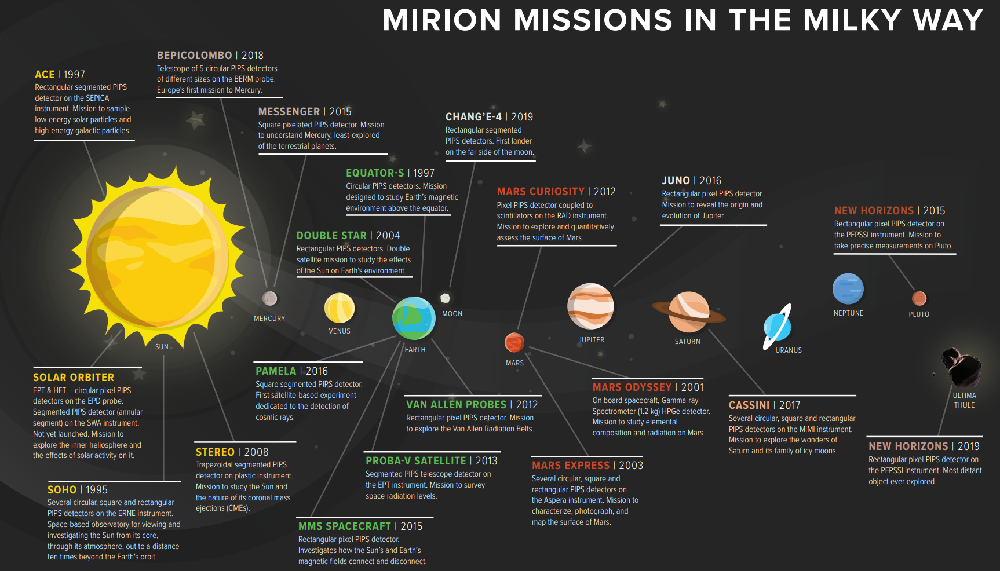 MIRION MISSIONS IN THE MILKY WAY
ACE | 1997
Rectangular segmented PIPS
detector on the SEPICA
instrument. Mission to sample
low-energy solar particles and
high-energy galactic particles.
BEPICOLOMBO | 2018
Telescope of 5 circular PIPS detectors
of different sizes on the BERM probe.
Europe's first mission to Mercury.
MESSENGER | 2015
Square pixelated PIPS detector. Mission
to understand Mercury, least-explored
of the terrestrial planets.
CHANG'E-4 | 2019
Rectangular segmented
PIPS detectors. First lander
on the far side of the moon.
EQUATOR-S | 1997
Circular PIPS detectors. Mission
designed to study Earth's magnetic
environment above the equator.
DOUBLE STAR | 2004
Rectangular PIPS detectors. Double
satellite mission to study the effects
of the Sun on Earth's environment.
MARS CURIOSITY | 2012
Pixel PIPS detector coupled to
scintillators on the RAD instrument.
Mission to explore and quantitatively
assess the surface of Mars.
JUNO | 2016
Rectangular pixel PIPS detector.
Mission to reveal the origin and
evolution of Jupiter.
NEW HORIZONS | 2015
Rectangular pixel PIPS detector on
the PEPSSI instrument. Mission to
take precise measurements on Pluto.
SUN
MERCURY
VENUS
EARTH
MOON
MARS
JUPITER
SATURN
URANUS
NEPTUNE
PLUTO
ULTIMA
THULE
SOLAR ORBITER
EPT & HET – circular pixel PIPS
detectors on the EPD probe.
Segmented PIPS detector (annular
segment) on the SWA instrument.
Not yet launched. Mission to
explore the inner heliosphere and
the effects of solar activity on it.
SOHO | 1995
Several circular, square and rectangular
PIPS detectors on the ERNE instrument.
Space-based observatory for viewing and
investigating the Sun from its core,
through its atmosphere, out to a distance
ten times beyond the Earth's orbit.
STEREO | 2008
Trapezoidal segmented PIPS
detector on plastic instrument.
Mission to study the Sun and
the nature of its coronal mass
ejections (CMEs).
PAMELA | 2016
Square segmented PIPS detector.
First satellite-based experiment
dedicated to the detection of
cosmic rays.
MMS SPACECRAFT | 2015
Rectangular pixel PIPS detector.
Investigates how the Sun's and Earth's
magnetic fields connect and disconnect.
PROBA-V SATELLITE | 2013
Segmented PIPS telescope detector on
the EPT instrument. Mission to survey
space radiation levels.
VAN ALLEN PROBES | 2012
Rectangular pixel PIPS detector. Mission
to explore the Van Allen Radiation Belts.
MARS EXPRESS | 2003
Several circular, square and
rectangular PIPS detectors on
the Aspera instrument. Mission to
characterize, photograph, and
map the surface of Mars.
MARS ODYSSEY | 2001
On board spacecraft, Gamma-ray
Spectrometer (1.2 kg) HPGe detector.
Mission to study elemental
composition and radiation on Mars
CASSINI | 2017
Several circular, square and rectangular
PIPS detectors on the MIMI instrument.
Mission to explore the wonders of
Saturn and its family of icy moons.
NEW HORIZONS | 2019
Rectangular pixel PIPS detector on
the PEPSSI instrument. Most distant
object ever explored.